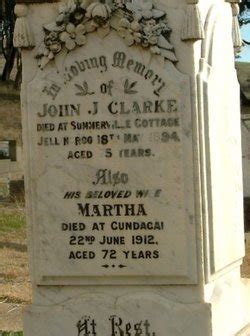 In Loving Memory
of
JOHN J. CLARKE
DIED AT SUMMERVILLE COTTAGE
18TH MAY 1894.
AGED 5 YEARS.
Also
HIS BELOVED WIFE
MARTHA
DIED AT GUNDAGAI
22ND JUNE 1912,
AGED 72 YEARS
At Rest.